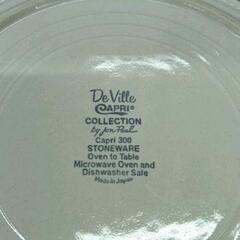 De Ville
CAPRI®
COLLECTION
by Jon Paul
Capri 300
STONEWARE
Oven to Table
Microwave Oven and
Dishwasher Safe
Made in Japan